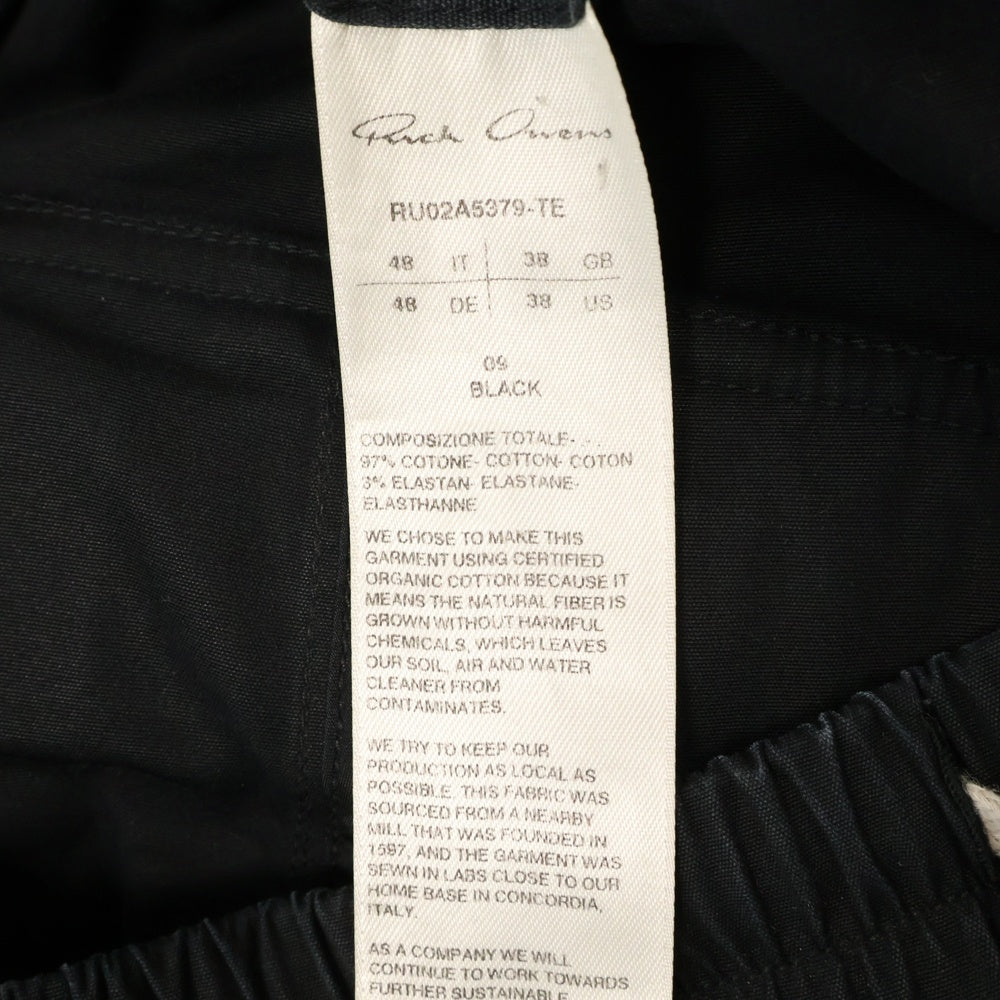 Rick Owens
RU02A5379-TE
48 IT 38 GB
48 DE 38 US
09
BLACK
COMPOSIZIONE TOTALE- . .
97% COTONE- COTTON- COTON
3% ELASTAN- ELASTANE-
ELASTHANNE
WE CHOSE TO MAKE THIS
GARMENT USING CERTIFIED
ORGANIC COTTON BECAUSE IT
MEANS THE NATURAL FIBER IS
GROWN WITHOUT HARMFUL
CHEMICALS, WHICH LEAVES
OUR SOIL, AIR AND WATER
CLEANER FROM
CONTAMINATES.
WE TRY TO KEEP OUR
PRODUCTION AS LOCAL AS
POSSIBLE. THIS FABRIC WAS
SOURCED FROM A NEARBY
MILL THAT WAS FOUNDED IN
1597, AND THE GARMENT WAS
SEWN IN LABS CLOSE TO OUR
HOME BASE IN CONCORDIA,
ITALY.
AS A COMPANY WE WILL
CONTINUE TO WORK TOWARDS
FURTHER SUSTAINABLE